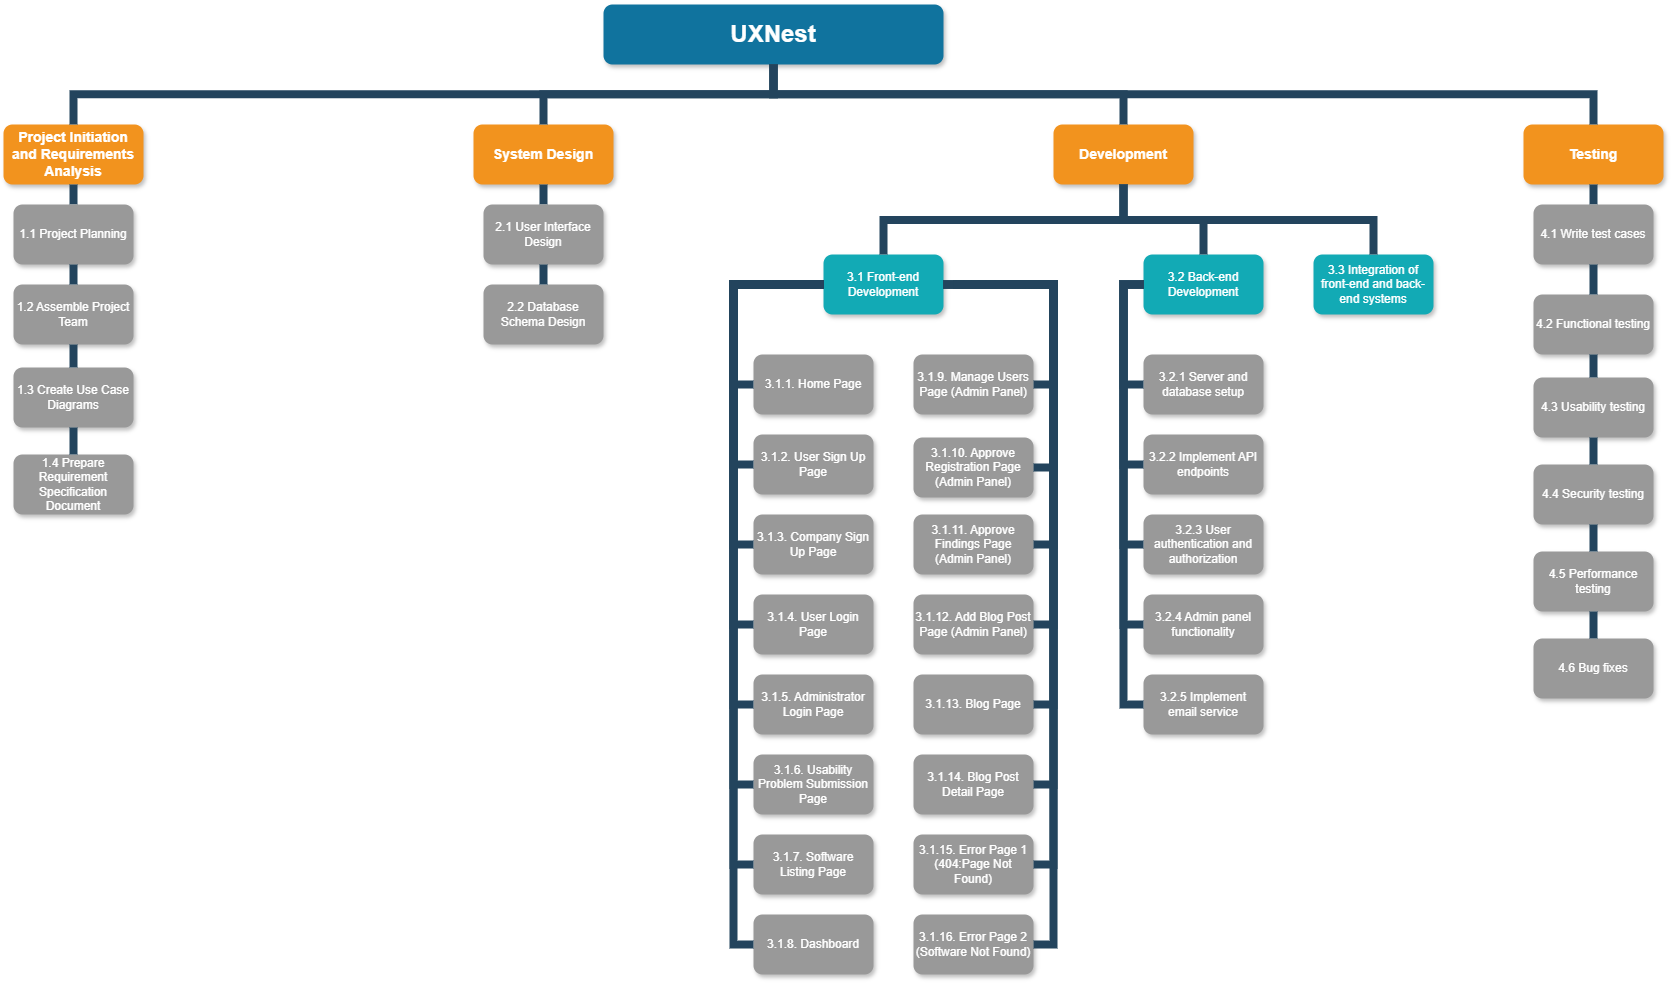 UXNest
Project Initiation
and Requirements
Analysis
System Design
Development
Testing
1.1 Project Planning
1.2 Assemble Project
Team
1.3 Create Use Case
Diagrams
1.4 Prepare
Requirement
Specification
Document
2.1 User Interface
Design
2.2 Database
Schema Design
3.1 Front-end
Development
3.1.1. Home Page
3.1.2. User Sign Up
Page
3.1.3. Company Sign
Up Page
3.1.4. User Login
Page
3.1.5. Administrator
Login Page
3.1.6. Usability
Problem Submission
Page
3.1.7. Software
Listing Page
3.1.8. Dashboard
3.1.9. Manage Users
Page (Admin Panel)
3.1.10. Approve
Registration Page
(Admin Panel)
3.1.11. Approve
Findings Page
(Admin Panel)
3.1.12. Add Blog Post
Page (Admin Panel)
3.1.13. Blog Page
3.1.14. Blog Post
Detail Page
3.1.15. Error Page 1
(404:Page Not
Found)
3.1.16. Error Page 2
(Software Not Found)
3.2 Back-end
Development
3.2.1 Server and
database setup
3.2.2 Implement API
endpoints
3.2.3 User
authentication and
authorization
3.2.4 Admin panel
functionality
3.2.5 Implement
email service
3.3 Integration of
front-end and back-
end systems
4.1 Write test cases
4.2 Functional testing
4.3 Usability testing
4.4 Security testing
4.5 Performance
testing
4.6 Bug fixes